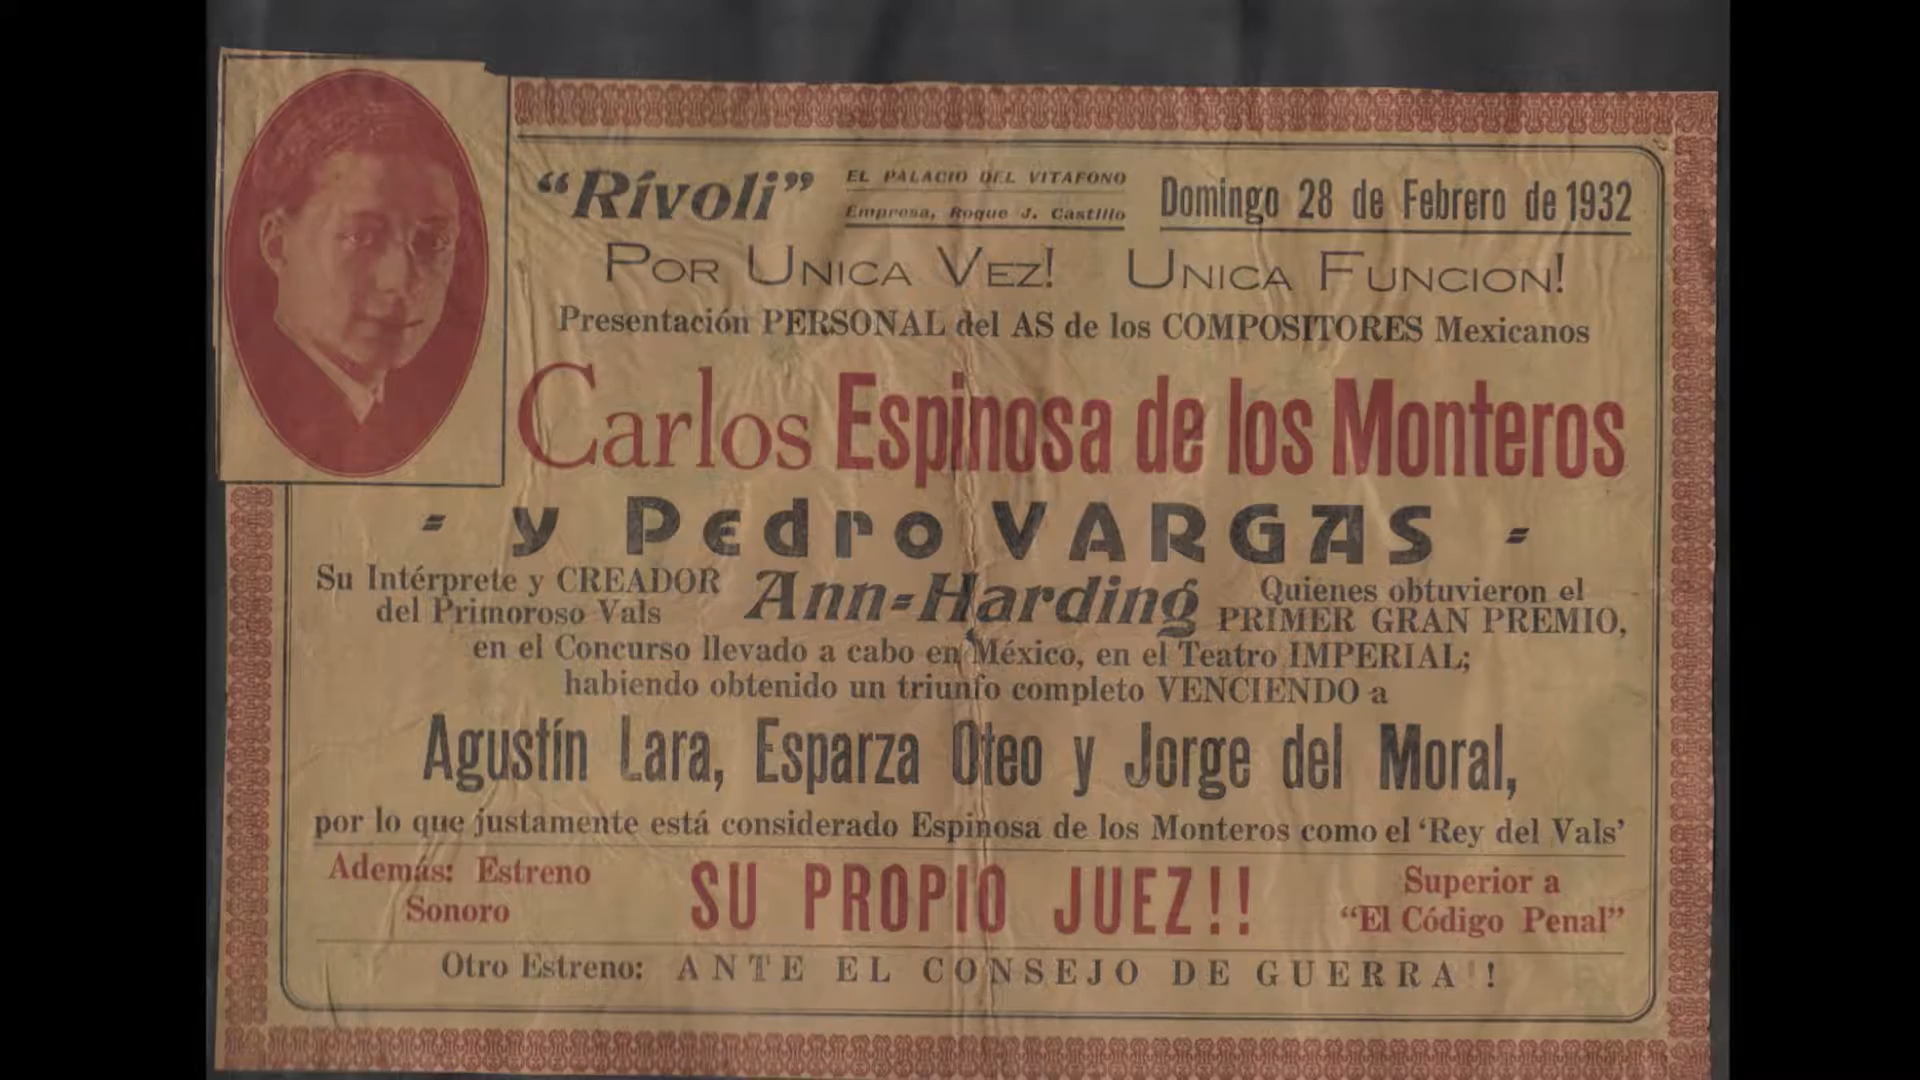 “Rívoli”
EL PALACIO DEL VITAFONO
Empresa, Roque J. Castillo
Domingo 28 de Febrero de 1932
POR UNICA VEZ! UNICA FUNCION!
Presentación PERSONAL del AS de los COMPOSITORES Mexicanos
Carlos Espinosa de los Monteros
= y Pedro VARGAS =
Su Intérprete y CREADOR
del Primoroso Vals
Ann=Harding
Quienes obtuvieron el
PRIMER GRAN PREMIO,
en el Concurso llevado a cabo en México, en el Teatro IMPERIAL;
habiendo obtenido un triunfo completo VENCIENDO a
Agustín Lara, Esparza Oteo y Jorge del Moral,
por lo que justamente está considerado Espinosa de los Monteros como el ‘Rey del Vals’
Además: Estreno
Sonoro
SU PROPIO JUEZ!!
Superior a
“El Código Penal”
Otro Estreno: ANTE EL CONSEJO DE GUERRA!!